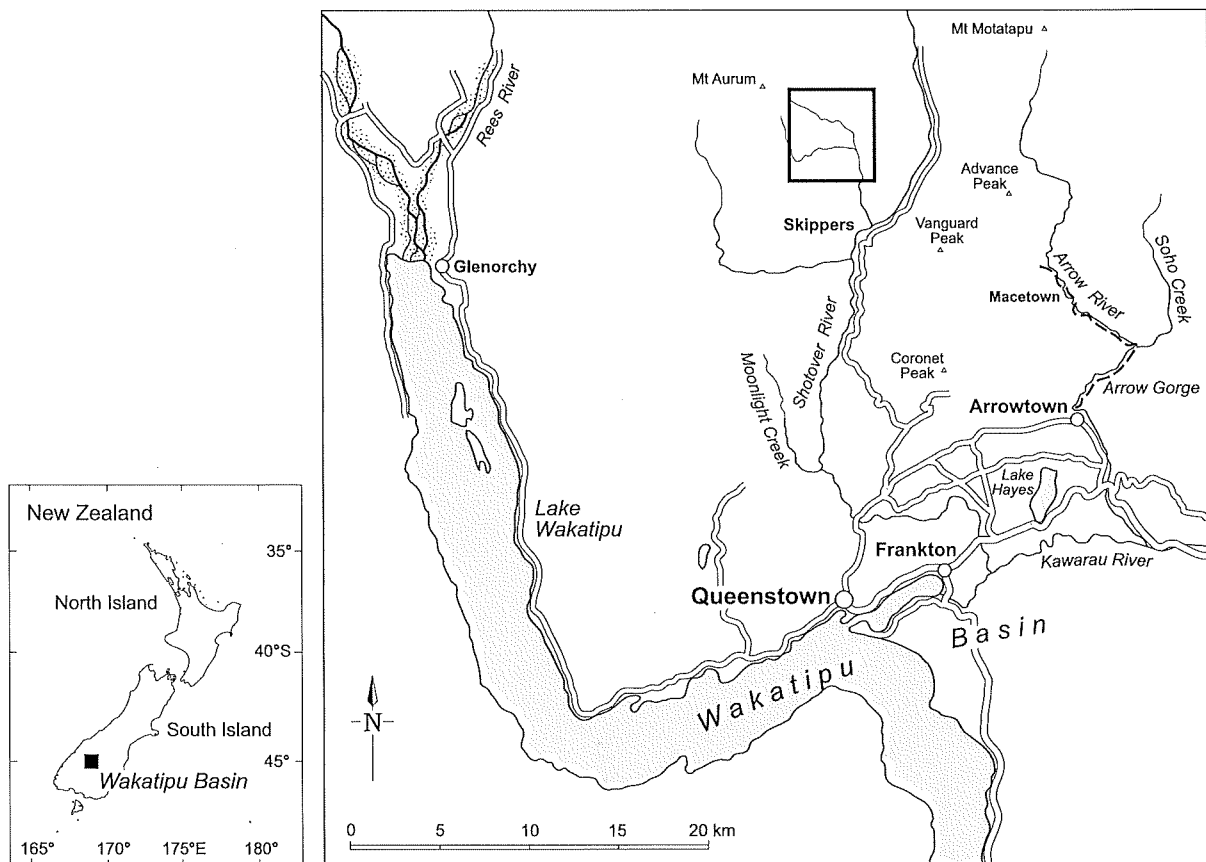 New Zealand
35°
North Island
40°S
South Island
45°
Wakatipu Basin
165°
170°
175°E
180°
Mt Motatapu
Mt Aurum
Rees River
Advance
Peak
Skippers
Vanguard
Peak
Soho Creek
Glenorchy
Arrow River
Macetown
Shotover River
Moonlight Creek
Coronet
Peak
Arrow Gorge
Arrowtown
Lake
Hayes
Lake
Wakatipu
Frankton
Kawarau River
Queenstown
Wakatipu Basin
N
0
5
10
15
20 km